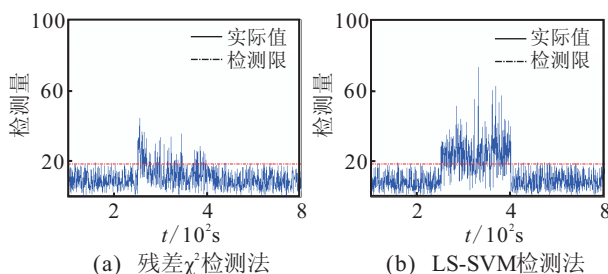 100
60
20
检测量
实际值
检测限
2 4 8
t/10²s
(a) 残差χ²检测法
100
60
20
检测量
实际值
检测限
2 4 8
t/10²s
(b) LS-SVM检测法